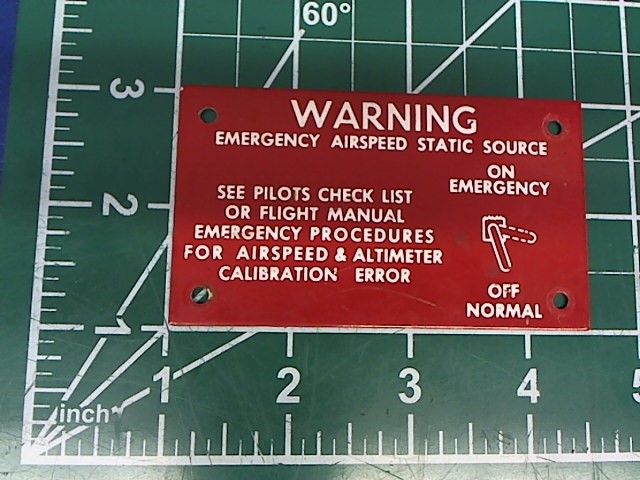 60°
WARNING
EMERGENCY AIRSPEED STATIC SOURCE
ON
EMERGENCY
SEE PILOTS CHECK LIST
OR FLIGHT MANUAL
EMERGENCY PROCEDURES
FOR AIRSPEED & ALTIMETER
CALIBRATION ERROR
OFF
NORMAL
3
2
1
1 2 3 4 5
inch